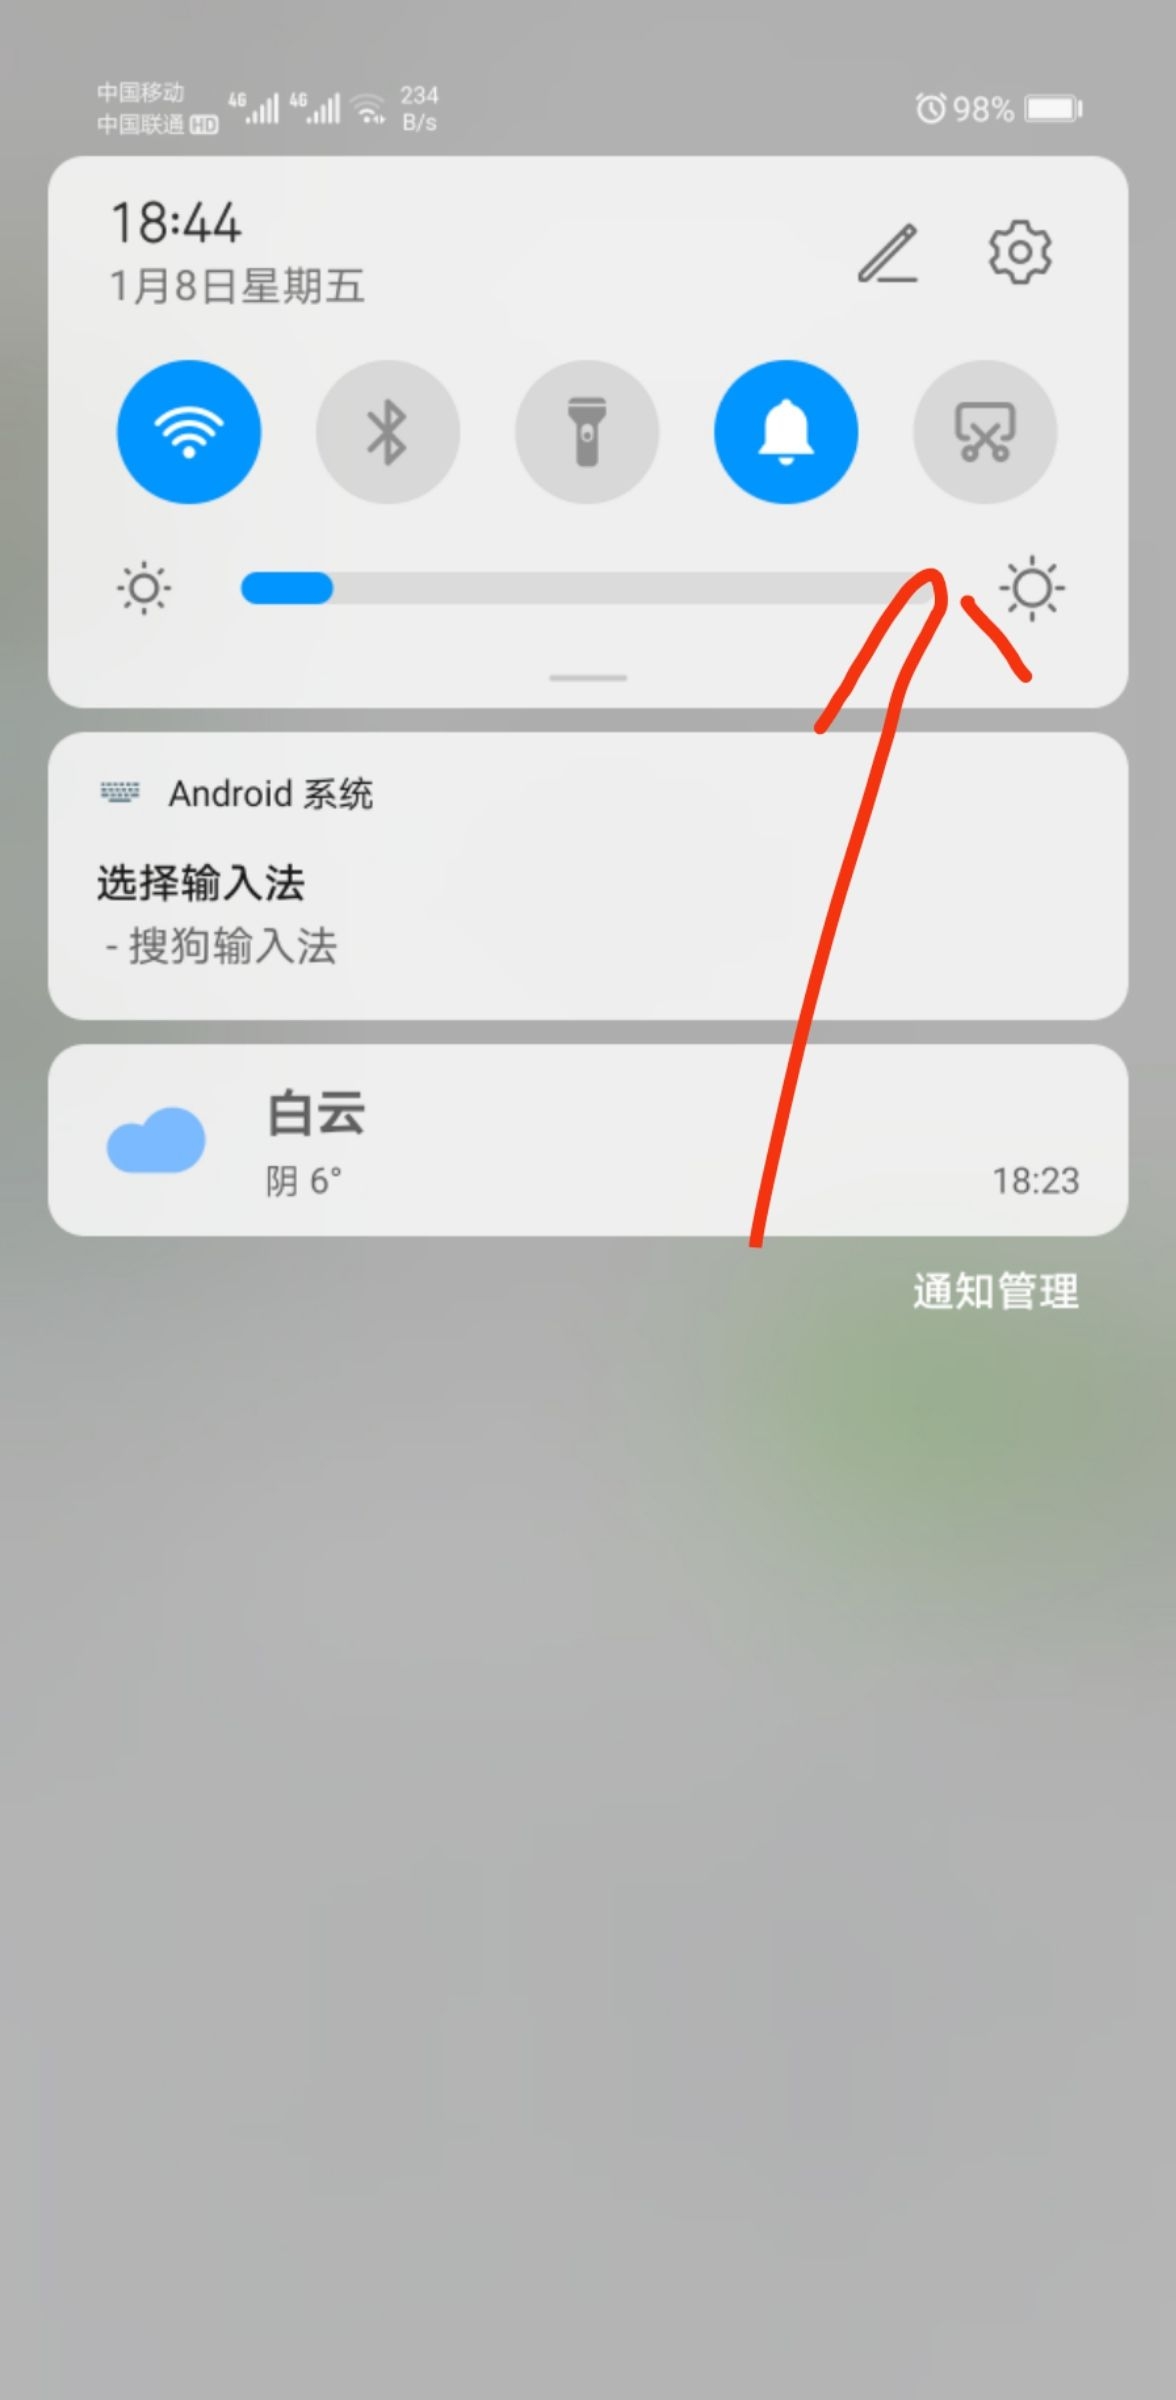 中国移动
中国联通 HD
4G 4G
234
B/s
98%
18:44
1月8日星期五
Android 系统
选择输入法
- 搜狗输入法
白云
阴 6°
18:23
通知管理